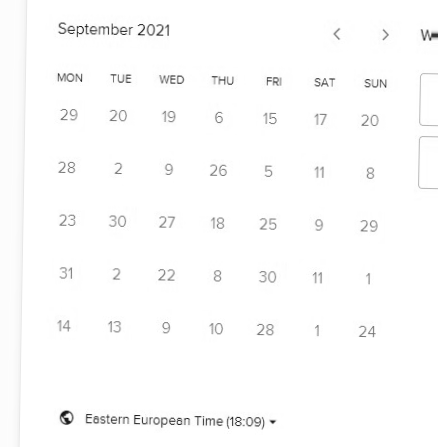 September 2021
MON TUE WED THU FRI SAT SUN
29 20 19 6 15 17 20
28 2 9 26 5 11 8
23 30 27 18 25 9 29
31 2 22 8 30 11 1
14 13 9 10 28 1 24
Eastern European Time (18:09)